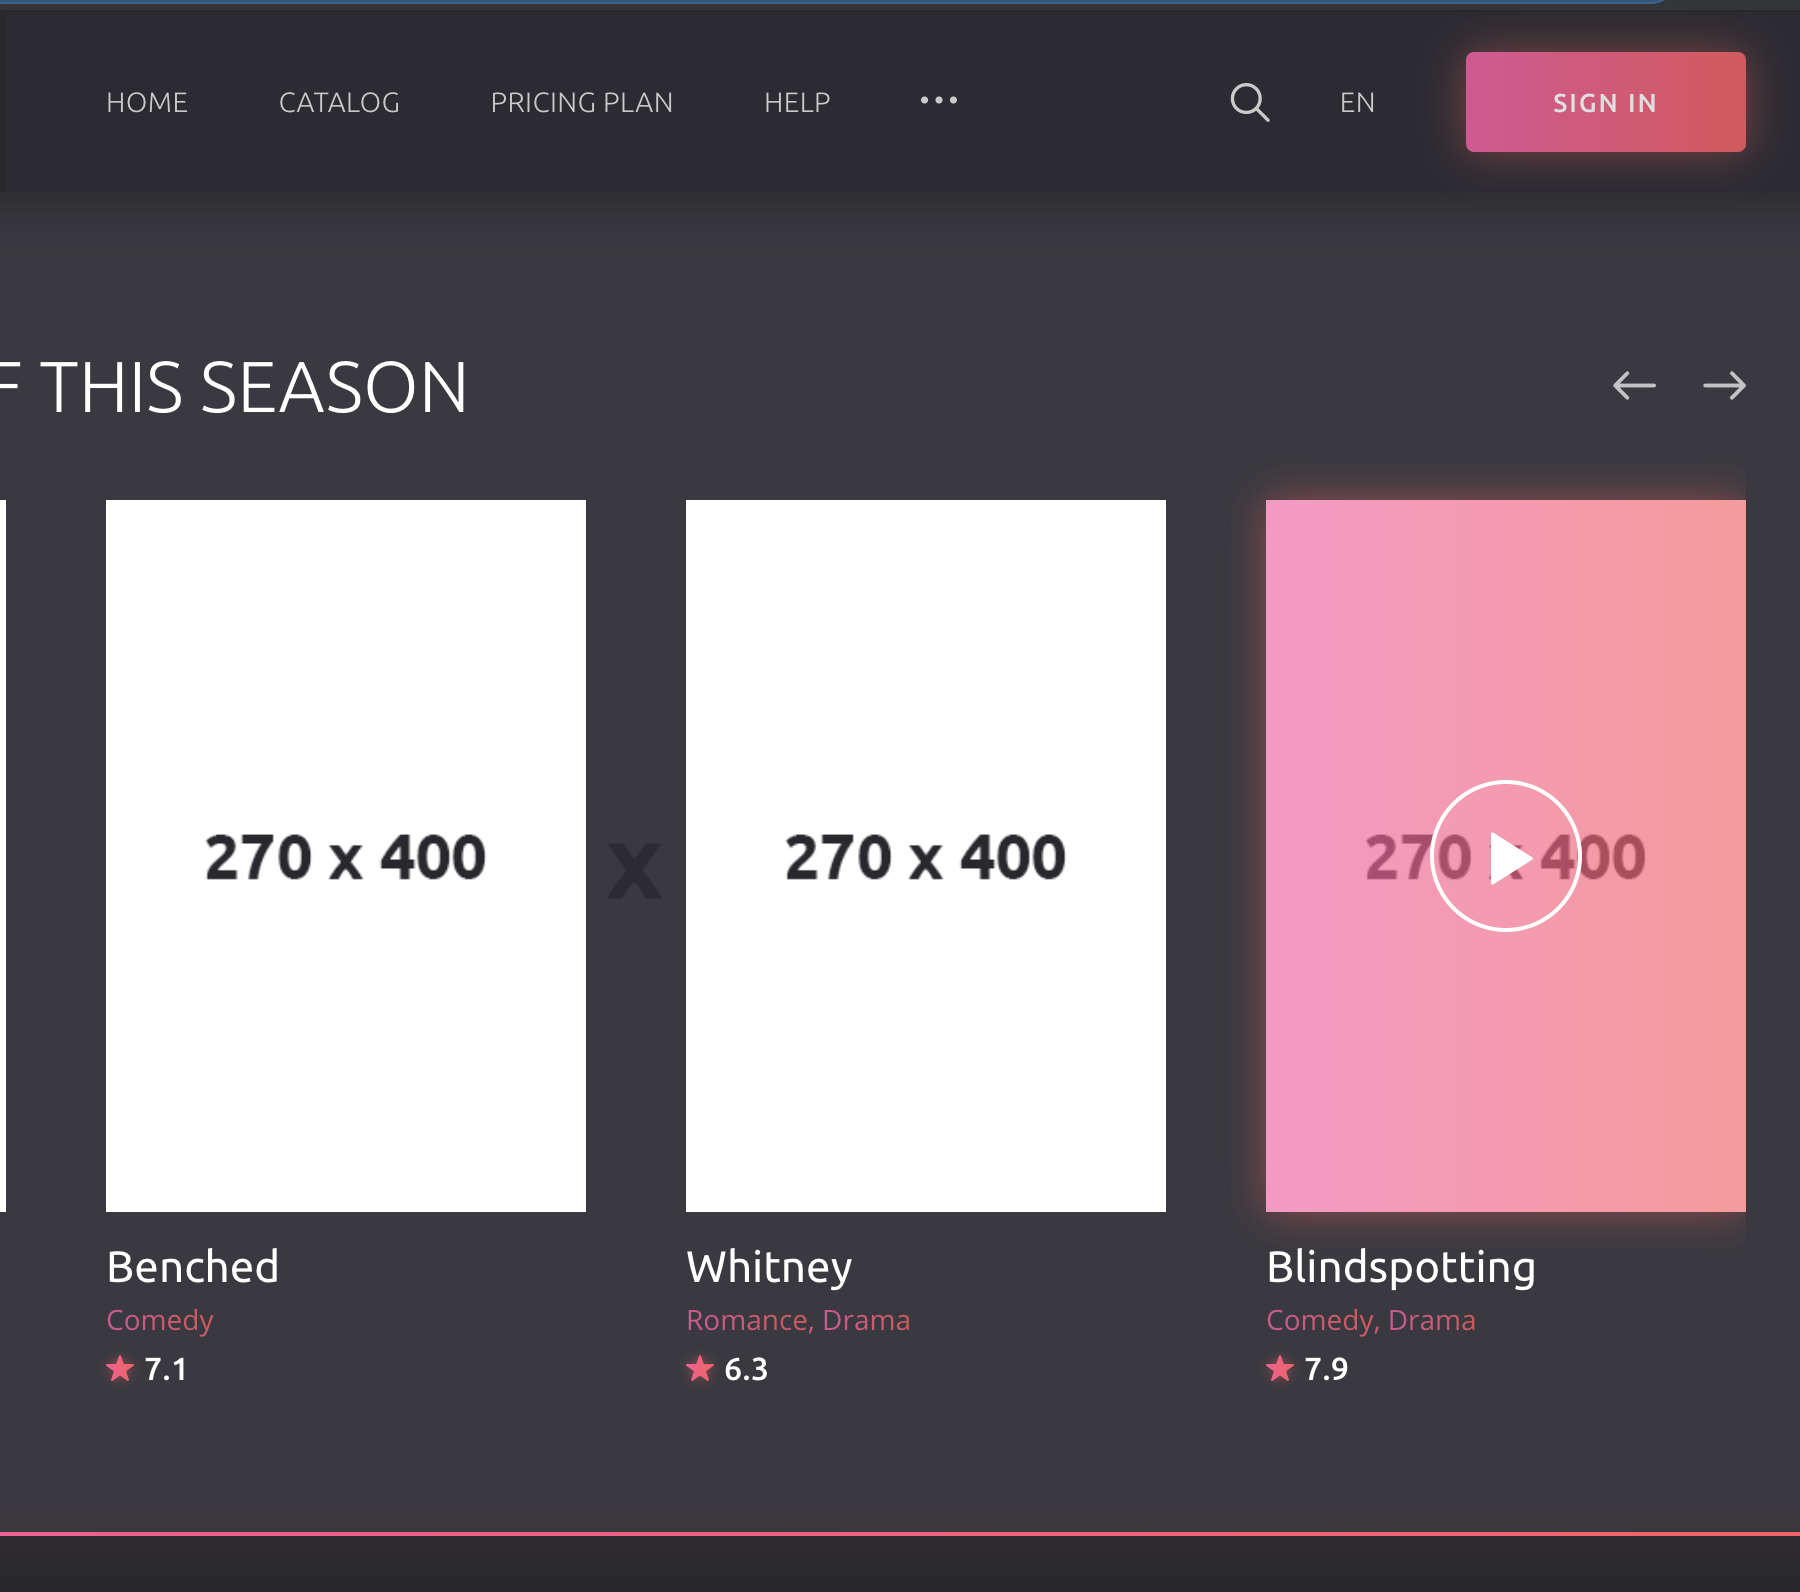 HOME CATALOG PRICING PLAN HELP ••• EN SIGN IN
THIS SEASON
270 x 400 x 270 x 400 270 x 400
Benched Whitney Blindspotting
Comedy Romance, Drama Comedy, Drama
7.1 6.3 7.9